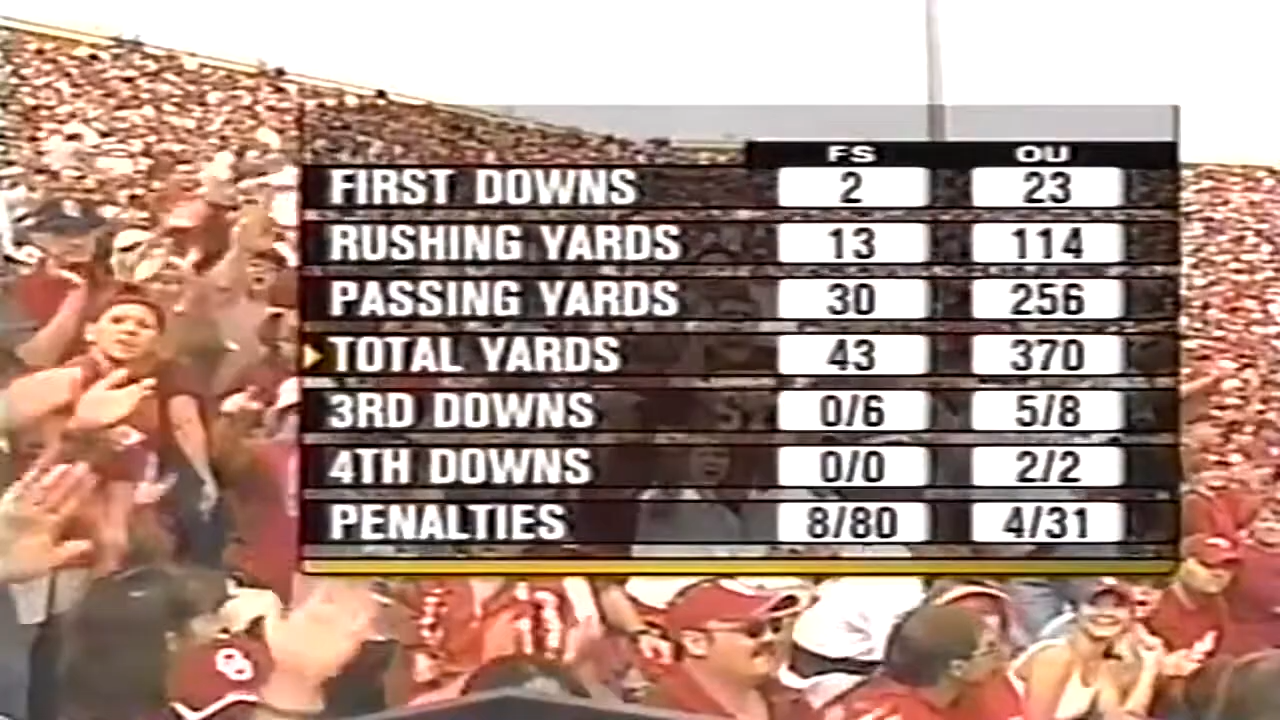 FS OU
FIRST DOWNS 2 23
RUSHING YARDS 13 114
PASSING YARDS 30 256
TOTAL YARDS 43 370
3RD DOWNS 0/6 5/8
4TH DOWNS 0/0 2/2
PENALTIES 8/80 4/31
OU